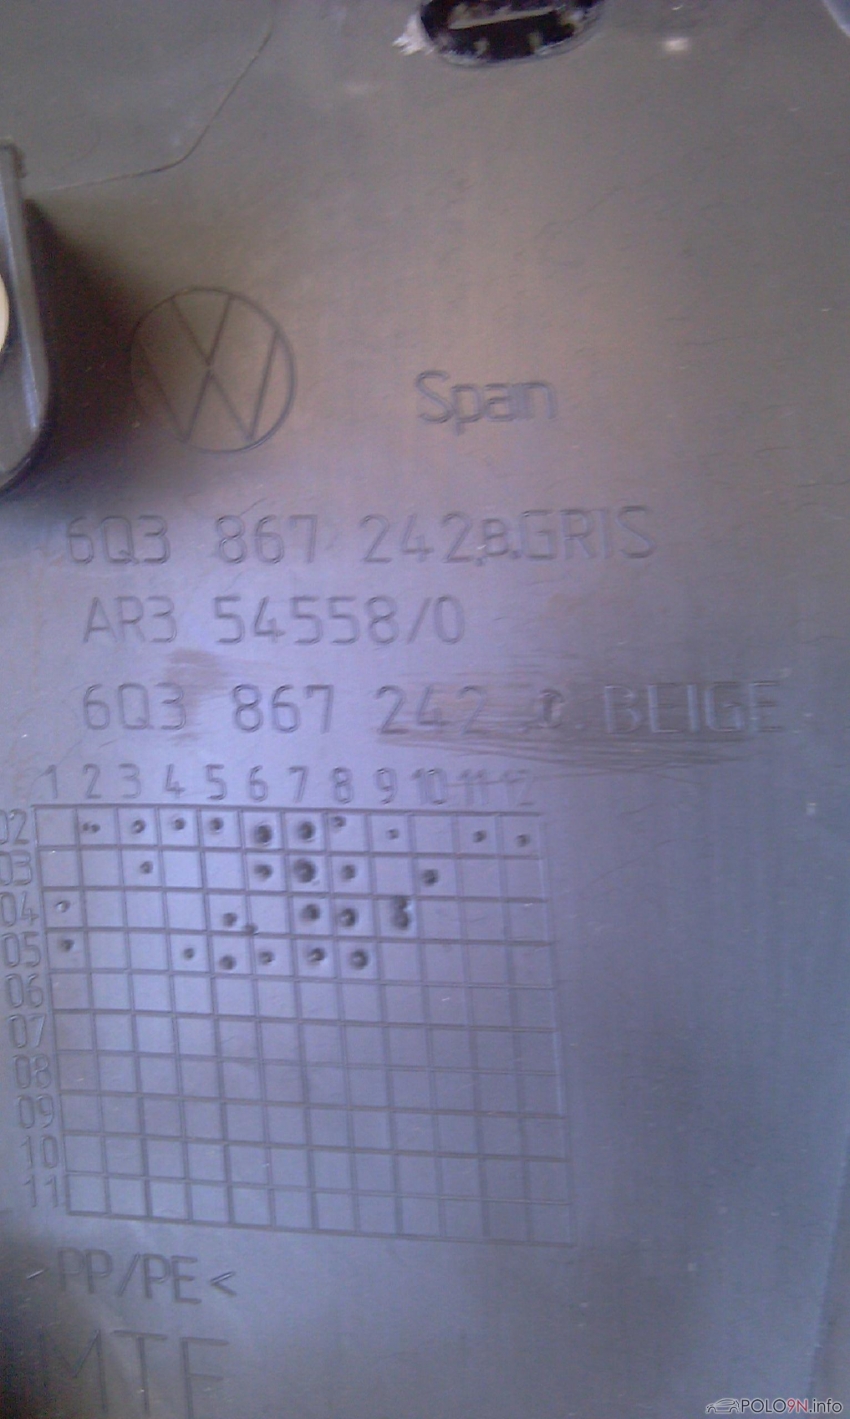 Spain
6Q3 867 242.B.GRIS
AR3 54558/0
6Q3 867 242 .C. BEIGE
1 2 3 4 5 6 7 8 9 10 11 12
02
03
04
05
06
07
08
09
10
11
PP/PE<
POLO9N.info